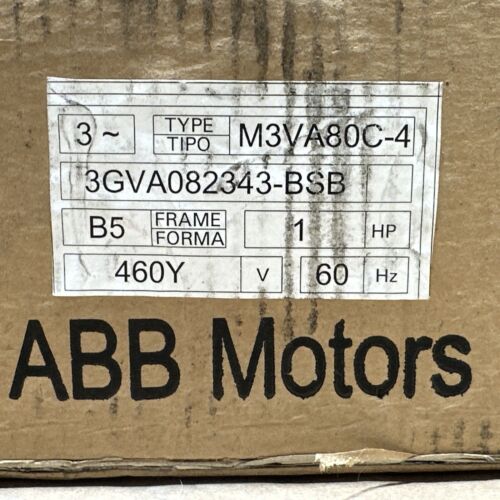 3~ TYPE TIPO M3VA80C-4
3GVA082343-BSB
B5 FRAME FORMA 1 HP
460Y V 60 Hz
ABB Motors